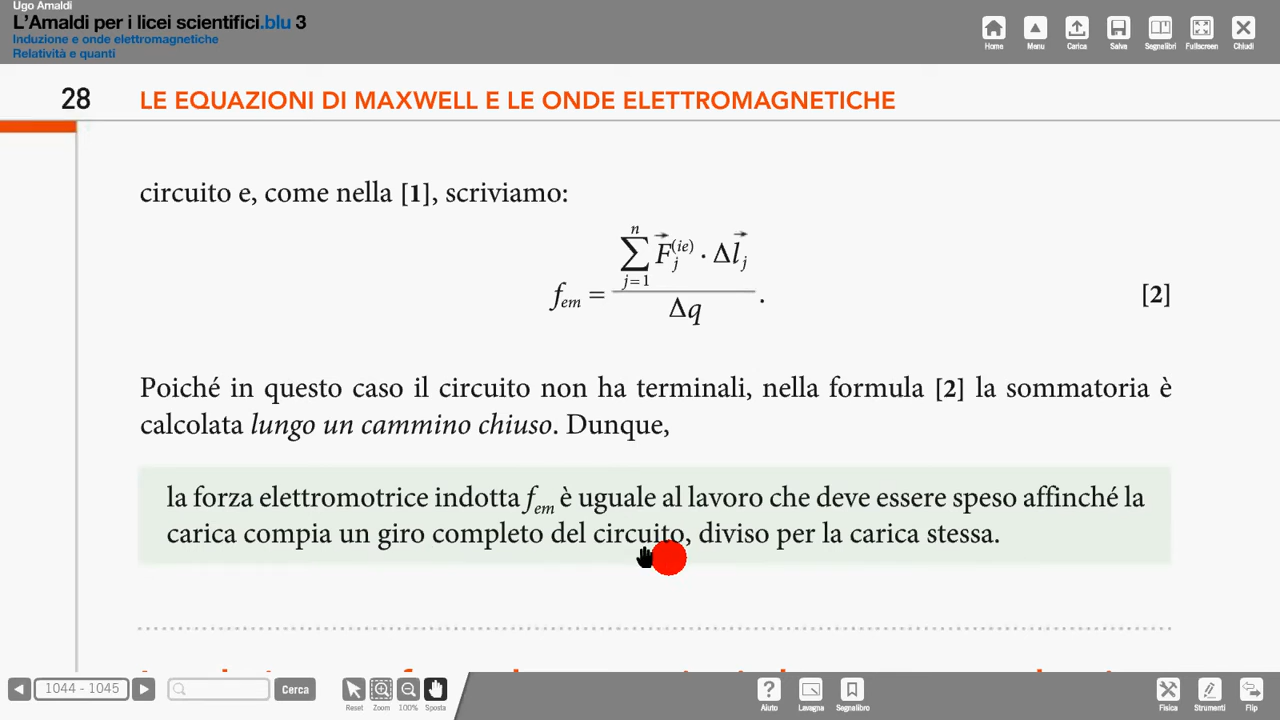 Ugo Amaldi
L'Amaldi per i licei scientifici.blu 3
Induzione e onde elettromagnetiche
Relatività e quanti
Home Menu Carica Salva Segnalibri Fullscreen Chiudi
28 LE EQUAZIONI DI MAXWELL E LE ONDE ELETTROMAGNETICHE
circuito e, come nella [1], scriviamo:
f_em = (∑_{j=1}^{n} F⃗_j^{(ie)} · Δl⃗_j) / Δq . [2]
Poiché in questo caso il circuito non ha terminali, nella formula [2] la sommatoria è
calcolata lungo un cammino chiuso. Dunque,
la forza elettromotrice indotta f_em è uguale al lavoro che deve essere speso affinché la
carica compia un giro completo del circuito, diviso per la carica stessa.
1044 - 1045 Cerca Reset Zoom 100% Sposta Aiuto Lavagna Segnalibro Fisica Strumenti Flip